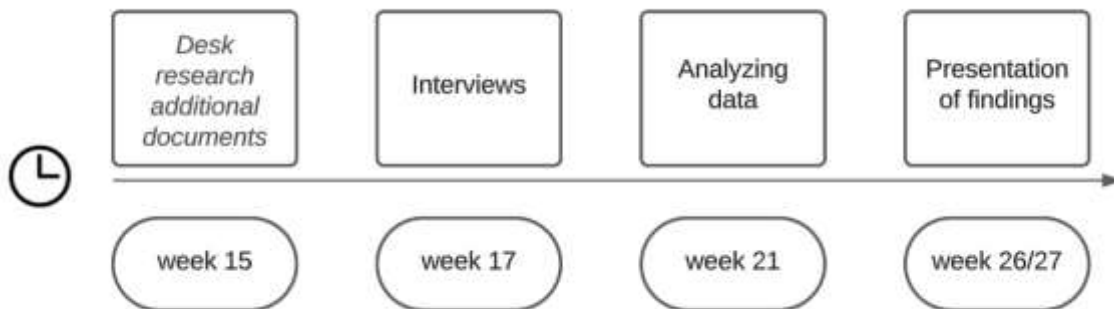 Desk
research
additional
documents
Interviews
Analyzing
data
Presentation
of findings
week 15
week 17
week 21
week 26/27